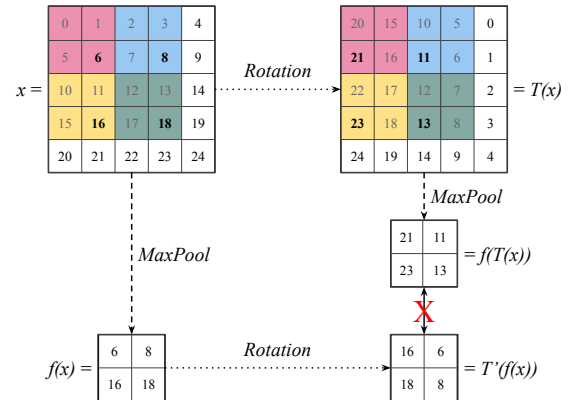 0 1 2 3 4
5 6 7 8 9
x = 10 11 12 13 14
15 16 17 18 19
20 21 22 23 24
Rotation
20 15 10 5 0
21 16 11 6 1
22 17 12 7 2 = T(x)
23 18 13 8 3
24 19 14 9 4
MaxPool
MaxPool
21 11
23 13
= f(T(x))
X
f(x) =
6 8
16 18
Rotation
16 6
18 8
= T'(f(x))